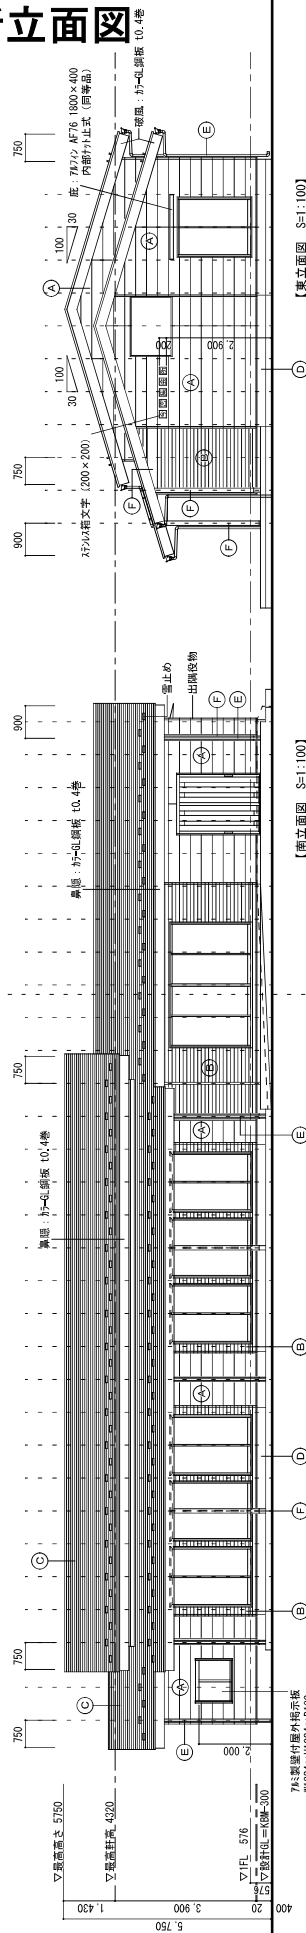 立面図
750
破風：ｶﾗｰGL鋼板 t0.4巻
庇：ｱﾙﾌｨﾝ AF76 1800×400
内部ﾅｯﾄ止式（同等品）
E
A
100
30
100
30
A
A
B
200
2,900
D
ｽﾃﾝﾚｽ箱文字（200×200）
750
900
F
F
F
【東立面図　S=1:100】
雪止め
出隅役物
F
E
900
鼻隠：ｶﾗｰGL鋼板 t0.4巻
A
【南立面図　S=1:100】
750
鼻隠：ｶﾗｰGL鋼板 t0.4巻
B
A
E
B
A
D
F
B
C
C
A
E
750
750
2,000
ｱﾙﾐ製壁付屋外掲示板
▽最高高さ 5750
▽最高軒高 4320
▽1FL 576
▽設計GL=KBM-300
1,430
3,900
20
576
400
5,750